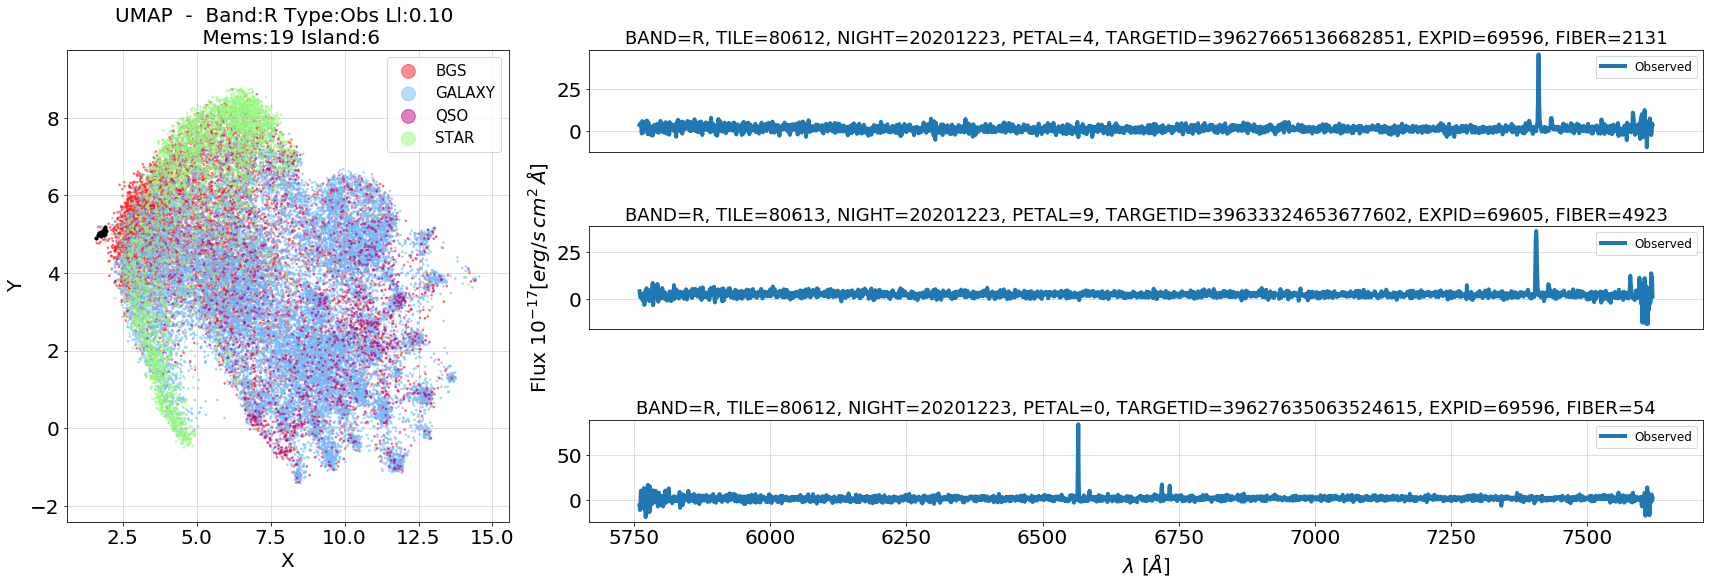 UMAP - Band:R Type:Obs Ll:0.10
Mems:19 Island:6
BGS
GALAXY
QSO
STAR
8
6
4
2
0
−2
Y
2.5 5.0 7.5 10.0 12.5 15.0
X
BAND=R, TILE=80612, NIGHT=20201223, PETAL=4, TARGETID=39627665136682851, EXPID=69596, FIBER=2131
Observed
25
0
BAND=R, TILE=80613, NIGHT=20201223, PETAL=9, TARGETID=39633324653677602, EXPID=69605, FIBER=4923
Observed
25
0
Flux 10⁻¹⁷[erg/s cm² Å]
BAND=R, TILE=80612, NIGHT=20201223, PETAL=0, TARGETID=39627635063524615, EXPID=69596, FIBER=54
Observed
50
0
5750 6000 6250 6500 6750 7000 7250 7500
λ [Å]